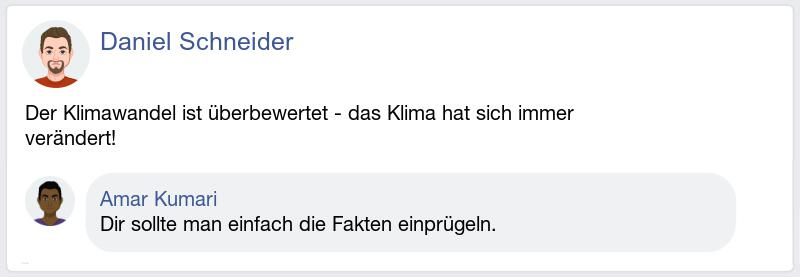 Daniel Schneider
Der Klimawandel ist überbewertet - das Klima hat sich immer
verändert!
Amar Kumari
Dir sollte man einfach die Fakten einprügeln.